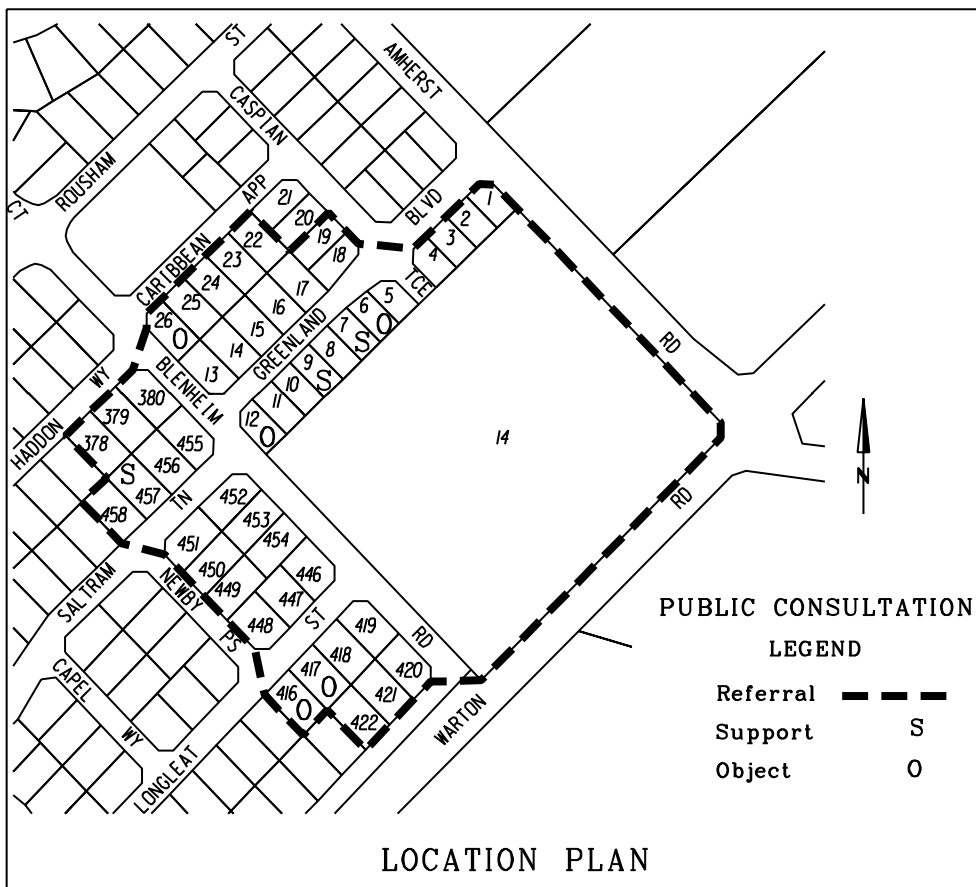 ST
AMHERST
CASPIAN
ROUSHAM
CT
APP
BLVD
21
20
19
18
1
2
3
4
22
23
24
25
26
O
CARIBBEAN
TCE
5
6
7
8
9
10
11
12
S
O
S
O
17
16
15
14
13
GREENLAND
RD
WY
BLENHEIM
HADDON
380
379
378
455
456
457
458
S
14
N
TN
RD
452
453
454
451
450
449
448
446
447
SALTRAM
NEWBY
PS
ST
RD
419
418
417
416
420
421
422
O
O
CAPEL
WY
LONGLEAT
WARTON
PUBLIC CONSULTATION
LEGEND
Referral
Support S
Object O
LOCATION PLAN